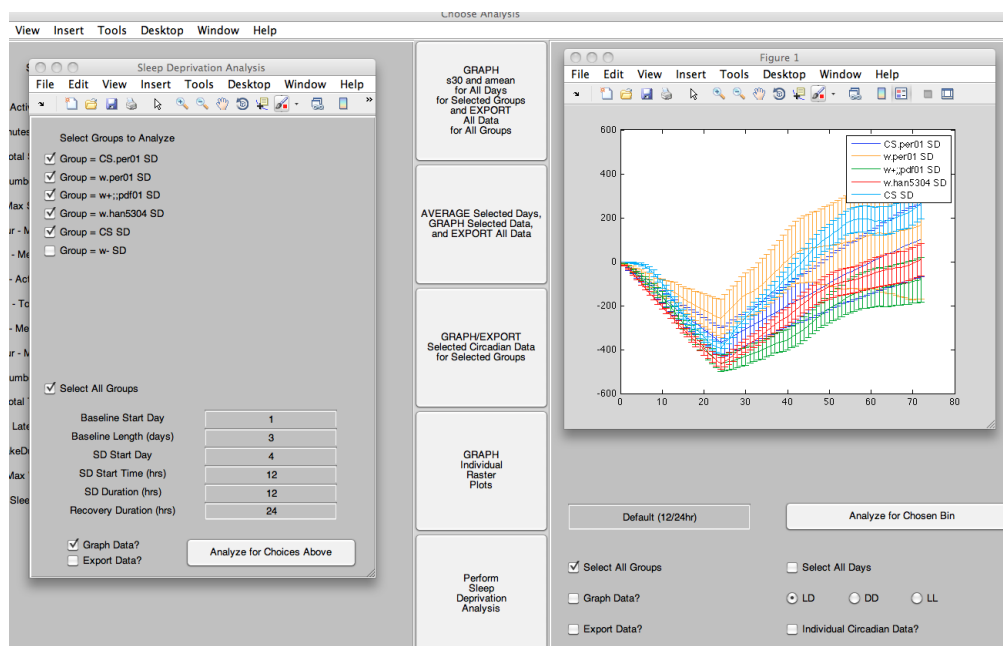 Choose Analysis
View Insert Tools Desktop Window Help
Sleep Deprivation Analysis
File Edit View Insert Tools Desktop Window Help
»
Select Groups to Analyze
Group = CS.per01 SD
Group = w.per01 SD
Group = w+;;pdf01 SD
Group = w.han5304 SD
Group = CS SD
Group = w- SD
Select All Groups
Baseline Start Day 1
Baseline Length (days) 3
SD Start Day 4
SD Start Time (hrs) 12
SD Duration (hrs) 12
Recovery Duration (hrs) 24
Graph Data?
Export Data?
Analyze for Choices Above
GRAPH
s30 and amean
for All Days
for Selected Groups
and EXPORT
All Data
for All Groups
AVERAGE Selected Days,
GRAPH Selected Data,
and EXPORT All Data
GRAPH/EXPORT
Selected Circadian Data
for Selected Groups
GRAPH
Individual
Raster
Plots
Perform
Sleep
Deprivation
Analysis
Figure 1
File Edit View Insert Tools Desktop Window Help
CS.per01 SD
w.per01 SD
w+;;pdf01 SD
w.han5304 SD
CS SD
600
400
200
0
-200
-400
-600
0 10 20 30 40 50 60 70 80
Default (12/24hr)
Analyze for Chosen Bin
Select All Groups
Select All Days
Graph Data?
LD DD LL
Export Data?
Individual Circadian Data?